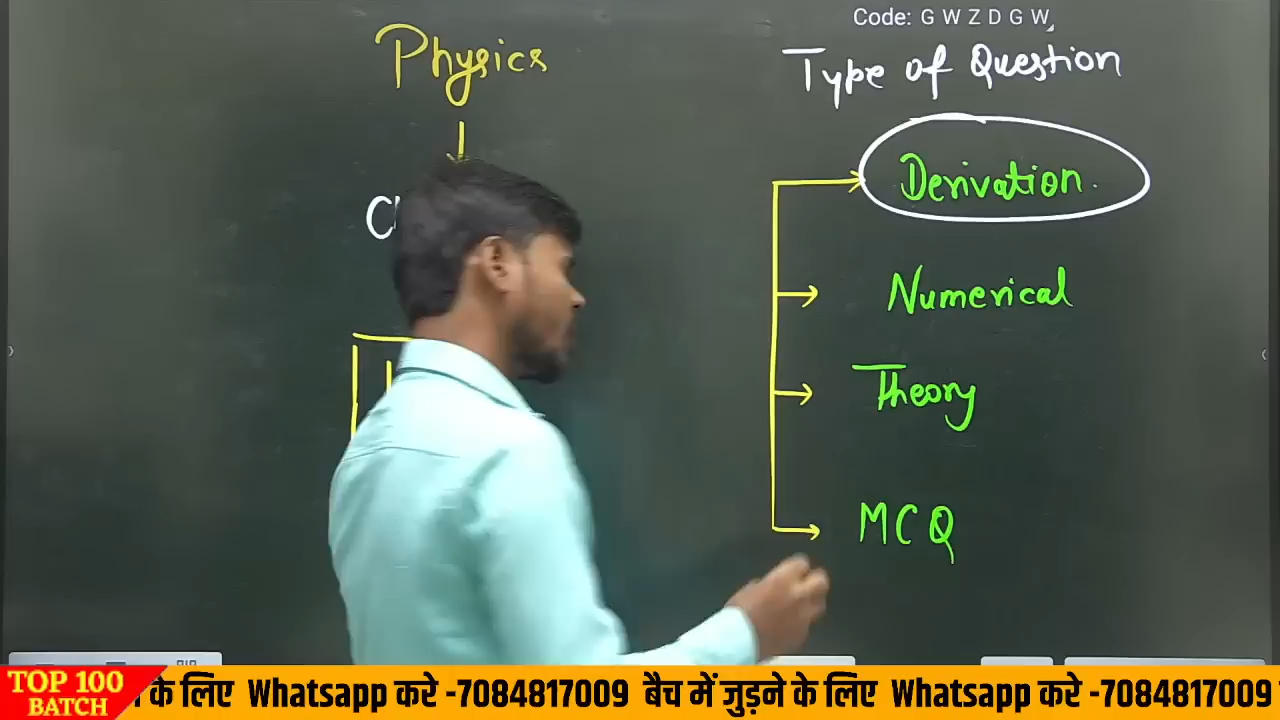 Code: G W Z D G W
Physics
Type of Question
Derivation
Numerical
Theory
MCQ
TOP 100
BATCH
के लिए Whatsapp करे -7084817009 बैच में जुड़ने के लिए Whatsapp करे -7084817009